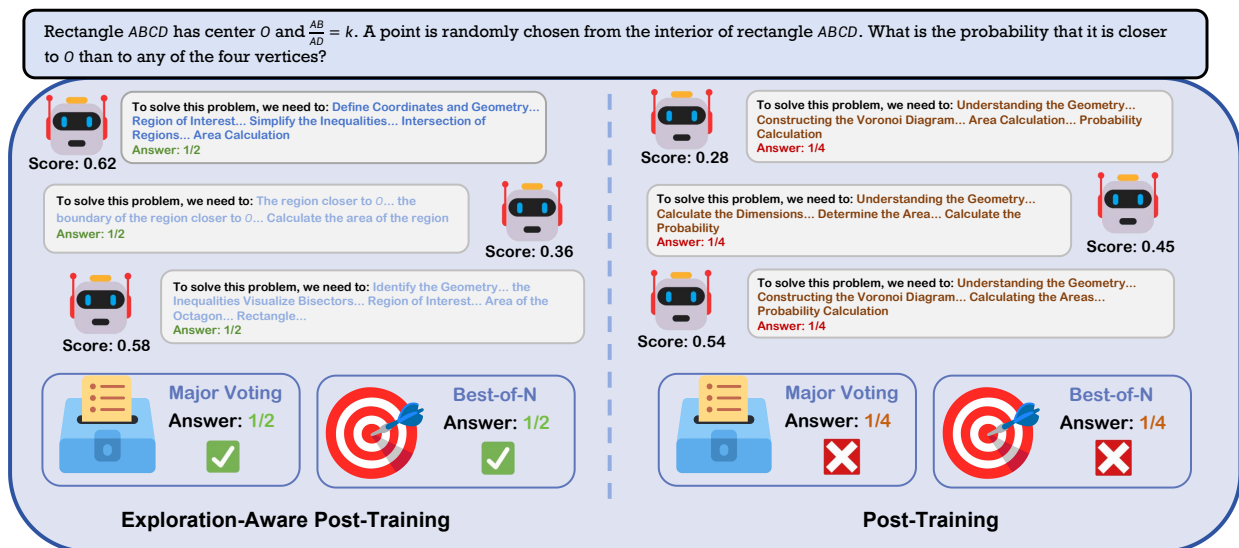 Rectangle ABCD has center O and AB/AD = k. A point is randomly chosen from the interior of rectangle ABCD. What is the probability that it is closer
to O than to any of the four vertices?
To solve this problem, we need to: Define Coordinates and Geometry...
Region of Interest... Simplify the Inequalities... Intersection of
Regions... Area Calculation
Answer: 1/2
Score: 0.62
To solve this problem, we need to: The region closer to O... the
boundary of the region closer to O... Calculate the area of the region
Answer: 1/2
Score: 0.36
To solve this problem, we need to: Identify the Geometry... the
Inequalities Visualize Bisectors... Region of Interest... Area of the
Octagon... Rectangle...
Answer: 1/2
Score: 0.58
Major Voting
Answer: 1/2
Best-of-N
Answer: 1/2
Exploration-Aware Post-Training
To solve this problem, we need to: Understanding the Geometry...
Constructing the Voronoi Diagram... Area Calculation... Probability
Calculation
Answer: 1/4
Score: 0.28
To solve this problem, we need to: Understanding the Geometry...
Calculate the Dimensions... Determine the Area... Calculate the
Probability
Answer: 1/4
Score: 0.45
To solve this problem, we need to: Understanding the Geometry...
Constructing the Voronoi Diagram... Calculating the Areas...
Probability Calculation
Answer: 1/4
Score: 0.54
Major Voting
Answer: 1/4
Best-of-N
Answer: 1/4
Post-Training